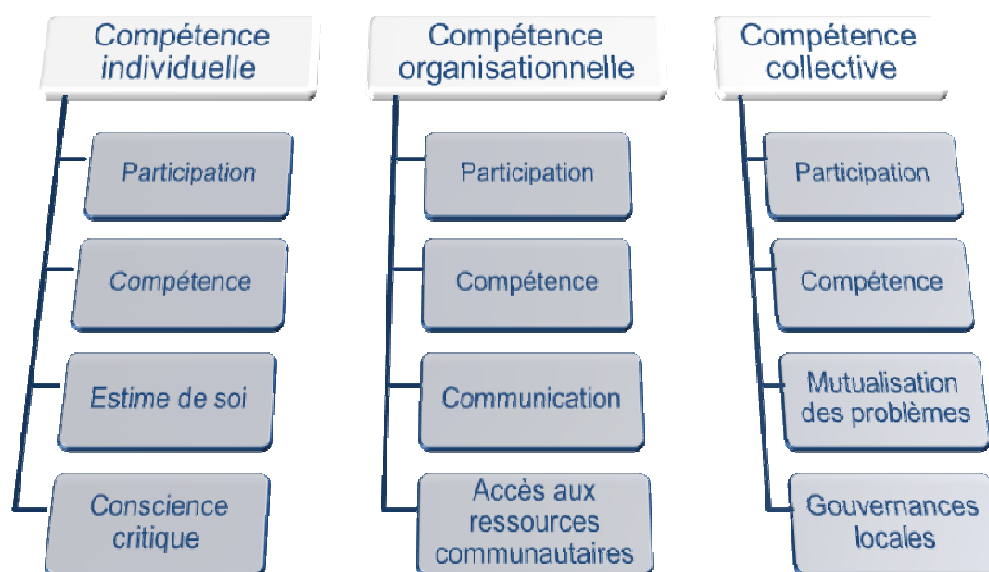 Compétence
individuelle
Participation
Compétence
Estime de soi
Conscience
critique
Compétence
organisationnelle
Participation
Compétence
Communication
Accès aux
ressources
communautaires
Compétence
collective
Participation
Compétence
Mutualisation
des problèmes
Gouvernances
locales